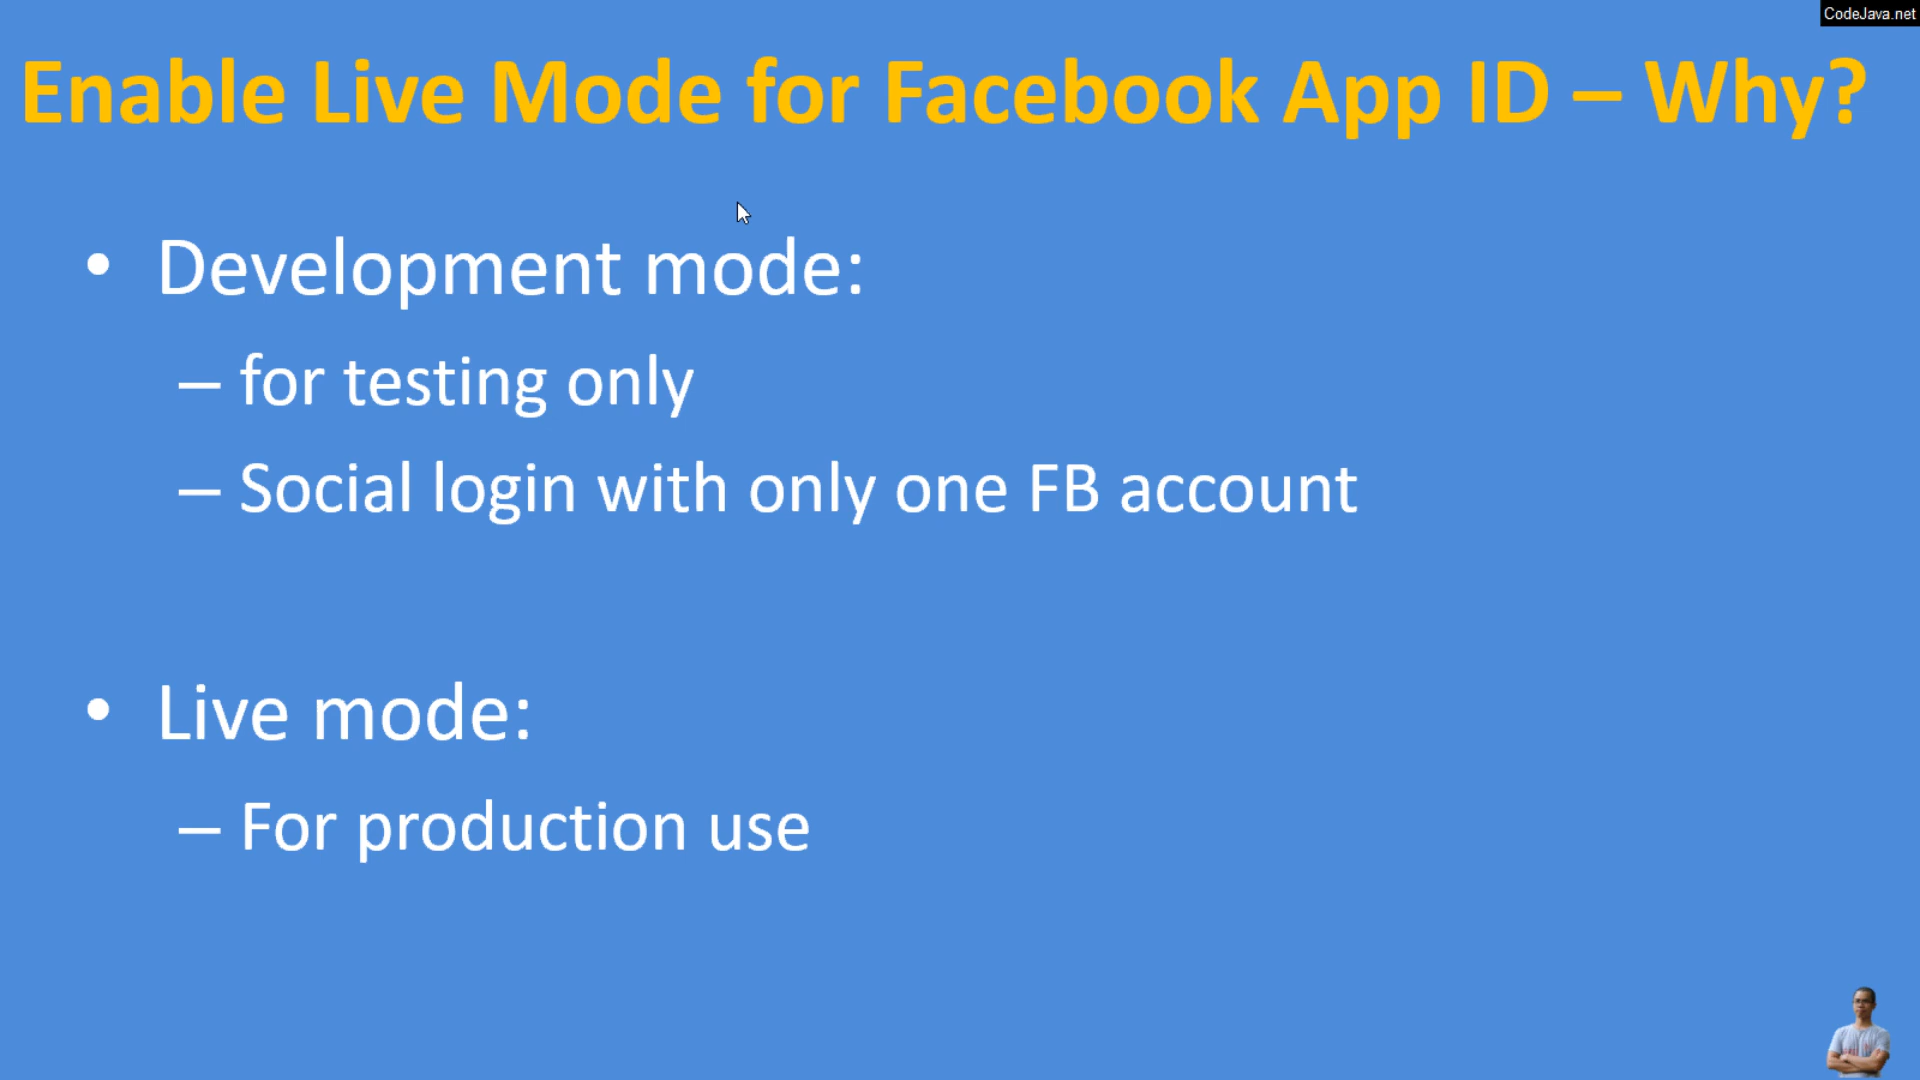 CodeJava.net
Enable Live Mode for Facebook App ID – Why?
• Development mode:
– for testing only
– Social login with only one FB account
• Live mode:
– For production use